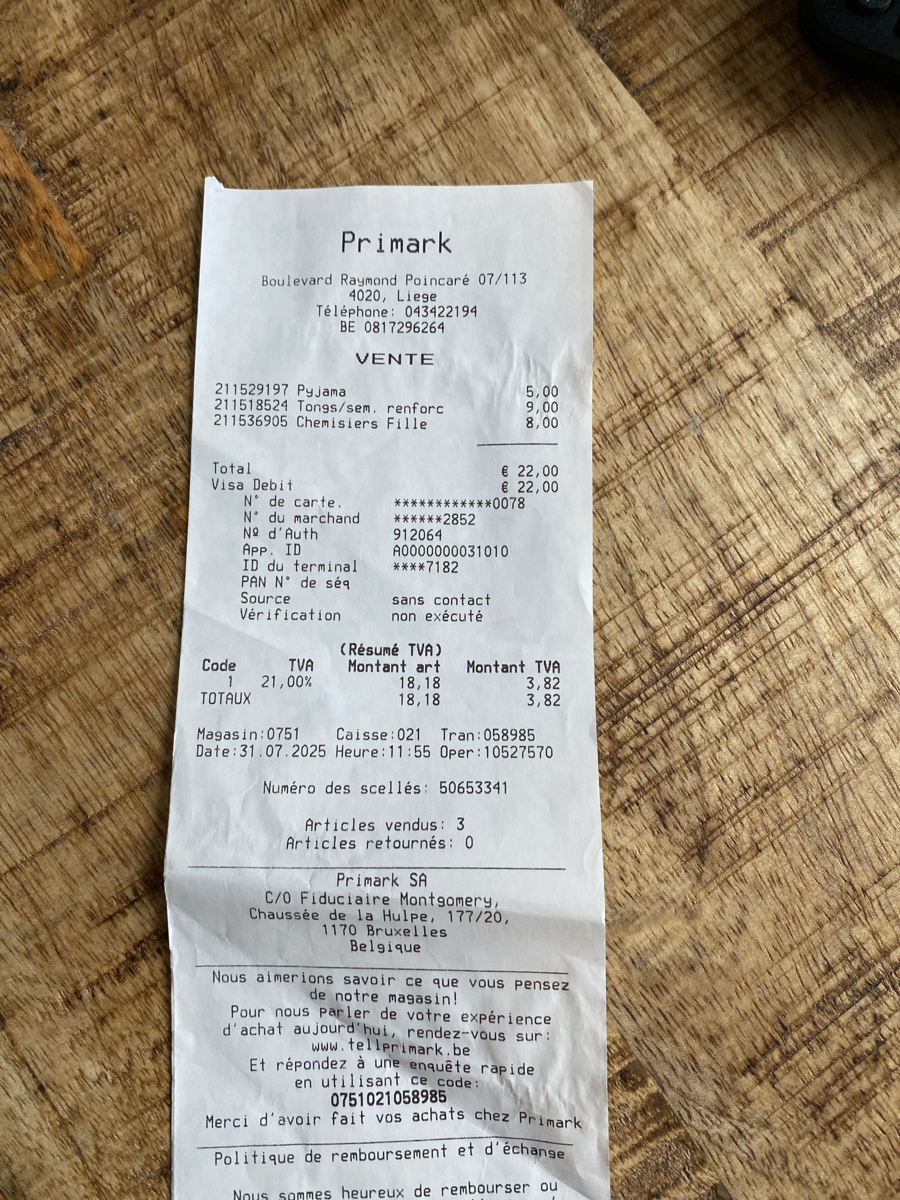 Primark
Boulevard Raymond Poincaré 07/113
4020, Liege
Téléphone: 043422194
BE 0817296264
VENTE
211529197 Pyjama 5,00
211518524 Tongs/sem. renforc 9,00
211536905 Chemisiers Fille 8,00
Total € 22,00
Visa Debit € 22,00
N° de carte. ************0078
N° du marchand ******2852
Nº d'Auth 912064
App. ID A0000000031010
ID du terminal ****7182
PAN N° de séq
Source sans contact
Vérification non exécuté
(Résumé TVA)
Code TVA Montant art Montant TVA
1 21,00% 18,18 3,82
TOTAUX 18,18 3,82
Magasin:0751 Caisse:021 Tran:058985
Date:31.07.2025 Heure:11:55 Oper:10527570
Numéro des scellés: 50653341
Articles vendus: 3
Articles retournés: 0
Primark SA
C/O Fiduciaire Montgomery,
Chaussée de la Hulpe, 177/20,
1170 Bruxelles
Belgique
Nous aimerions savoir ce que vous pensez
de notre magasin!
Pour nous parler de votre expérience
d'achat aujourd'hui, rendez-vous sur:
www.tellprimark.be
Et répondez à une enquête rapide
en utilisant ce code:
0751021058985
Merci d'avoir fait vos achats chez Primark
Politique de remboursement et d'échange
Nous sommes heureux de rembourser ou